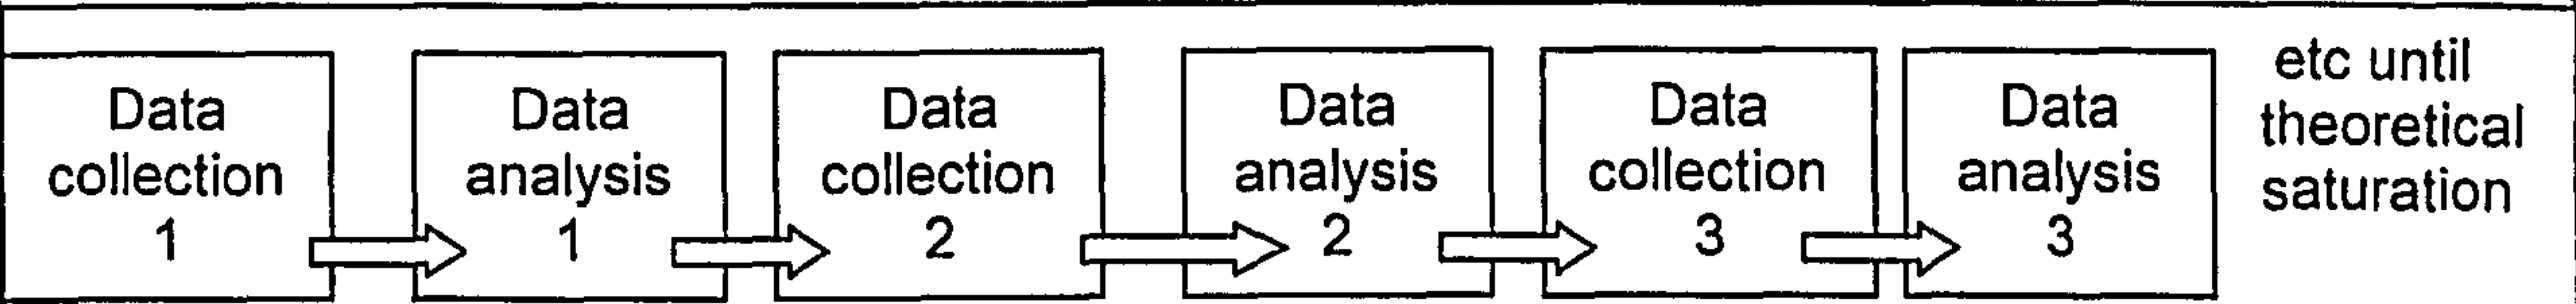 Data
collection
1
Data
analysis
1
Data
collection
2
Data
analysis
2
Data
collection
3
Data
analysis
3
etc until
theoretical
saturation